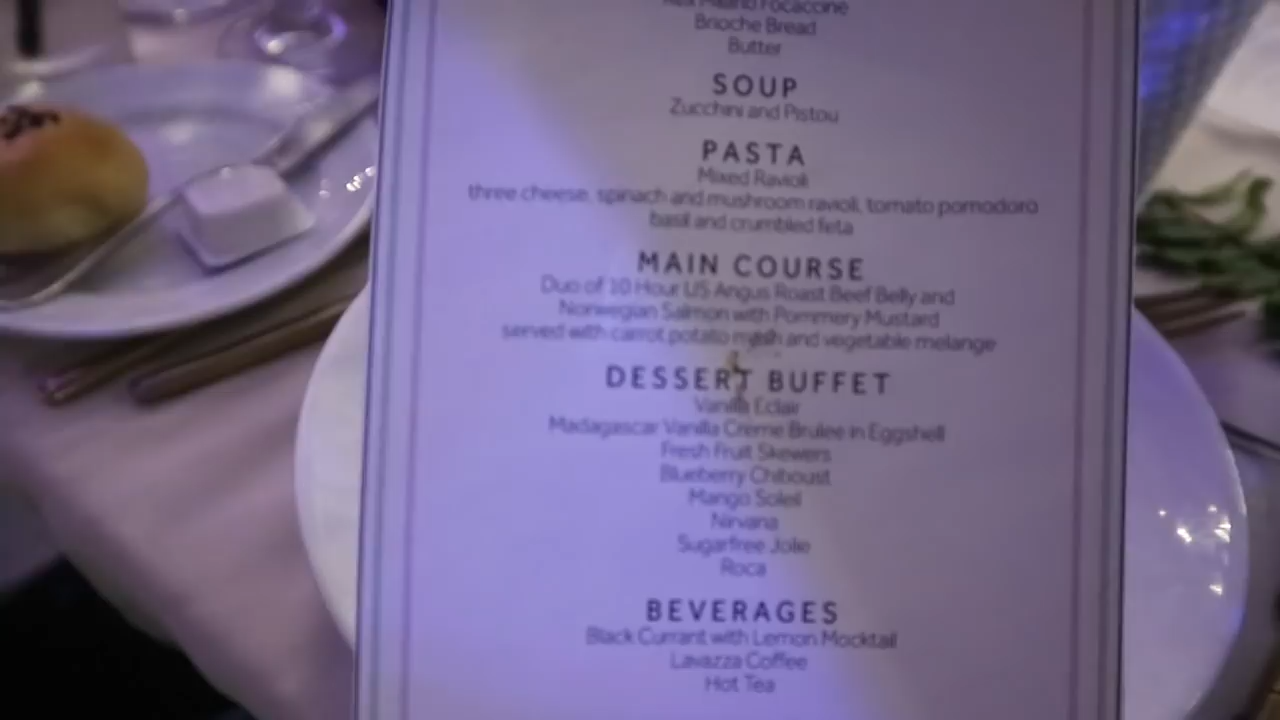 Focaccine
Brioche Bread
Butter
SOUP
Zucchini and Pistou
PASTA
Mixed Ravioli
three cheese, spinach and mushroom ravioli, tomato pomodoro
basil and crumbled feta
MAIN COURSE
Duo of 10 Hour US Angus Roast Beef Belly and
Norwegian Salmon with Pommery Mustard
served with carrot potato mash and vegetable melange
DESSERT BUFFET
Vanilla Eclair
Madagascar Vanilla Creme Brulee in Eggshell
Fresh Fruit Skewers
Blueberry Chiboust
Mango Soleil
Nirvana
Sugarfree Jolie
Roca
BEVERAGES
Black Currant with Lemon Mocktail
Lavazza Coffee
Hot Tea